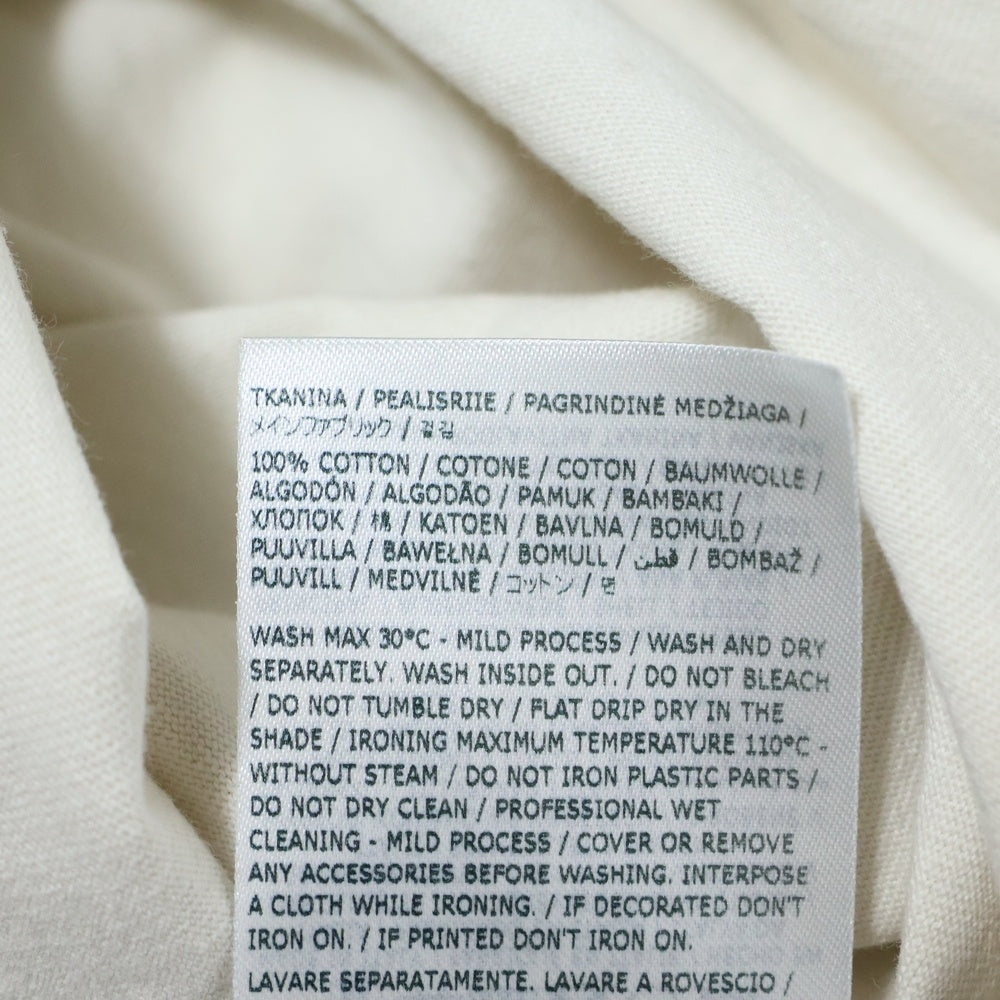 TKANINA / PEALISRIIE / PAGRINDINĖ MEDŽIAGA /
メインファブリック / 겉감
100% COTTON / COTONE / COTON / BAUMWOLLE /
ALGODÓN / ALGODÃO / PAMUK / BAMBAKI /
ХЛОПОК / 棉 / KATOEN / BAVLNA / BOMULD /
PUUVILLA / BAWEŁNA / BOMULL / قطن / BOMBAŽ /
PUUVILL / MEDVILNĖ / コットン / 면
WASH MAX 30°C - MILD PROCESS / WASH AND DRY
SEPARATELY. WASH INSIDE OUT. / DO NOT BLEACH
/ DO NOT TUMBLE DRY / FLAT DRIP DRY IN THE
SHADE / IRONING MAXIMUM TEMPERATURE 110°C -
WITHOUT STEAM / DO NOT IRON PLASTIC PARTS /
DO NOT DRY CLEAN / PROFESSIONAL WET
CLEANING - MILD PROCESS / COVER OR REMOVE
ANY ACCESSORIES BEFORE WASHING. INTERPOSE
A CLOTH WHILE IRONING. / IF DECORATED DON'T
IRON ON. / IF PRINTED DON'T IRON ON.
LAVARE SEPARATAMENTE. LAVARE A ROVESCIO /